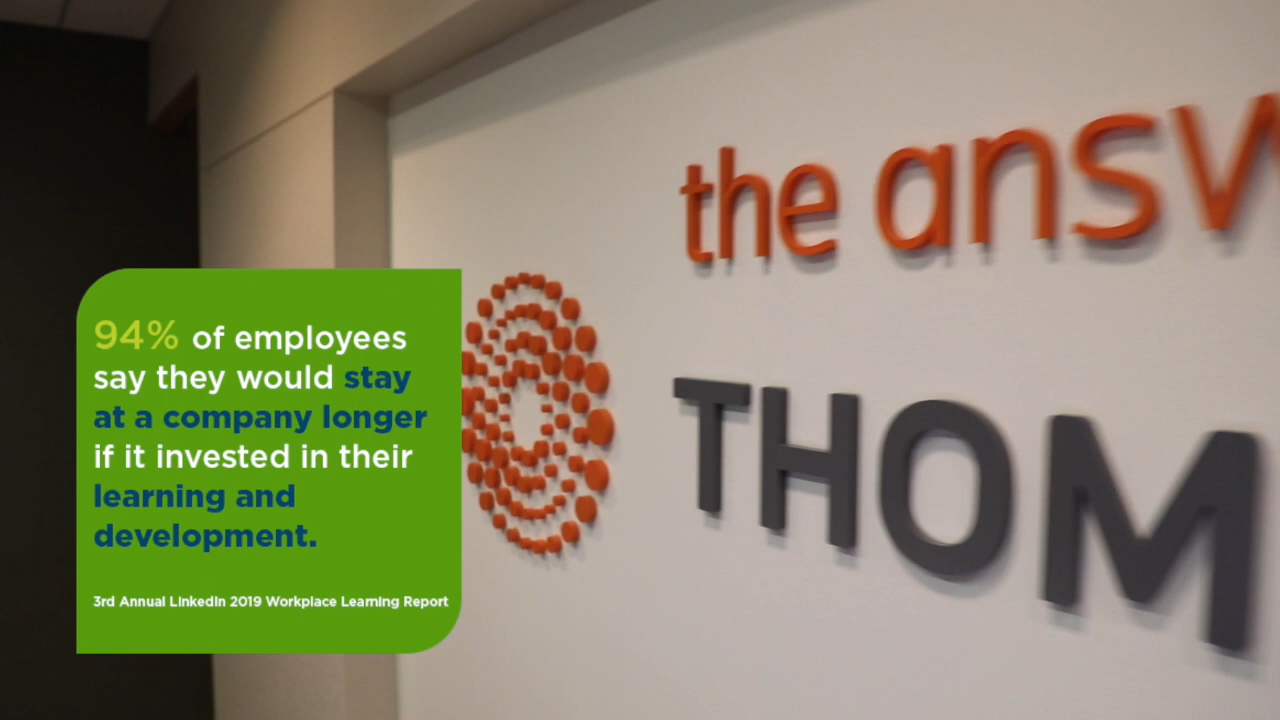 the answ
THOM
94% of employees
say they would stay
at a company longer
if it invested in their
learning and
development.
3rd Annual LinkedIn 2019 Workplace Learning Report